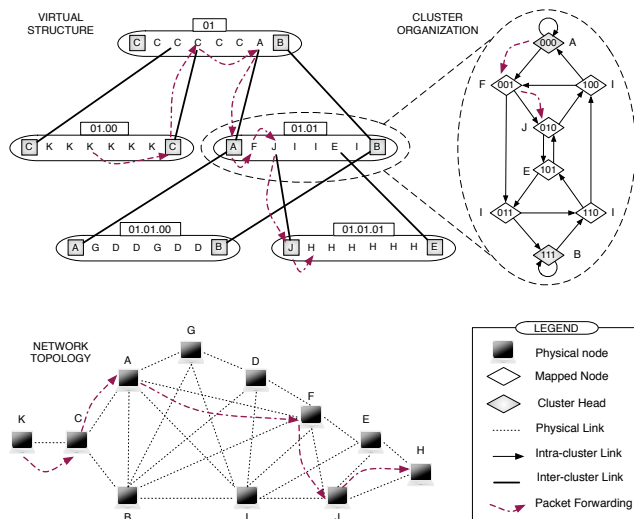 VIRTUAL
STRUCTURE
01
C C C C C C A B
01.00
C K K K K K K C
01.01
A F J I I E I B
01.01.00
A G D D G D D B
01.01.01
J H H H H H H E
CLUSTER
ORGANIZATION
000 A
F 001 100 I
J 010
E 101
I 011 110 I
111 B
NETWORK
TOPOLOGY
G
A D
F
K C E
H
B I J
LEGEND
Physical node
Mapped Node
Cluster Head
Physical Link
Intra-cluster Link
Inter-cluster Link
Packet Forwarding